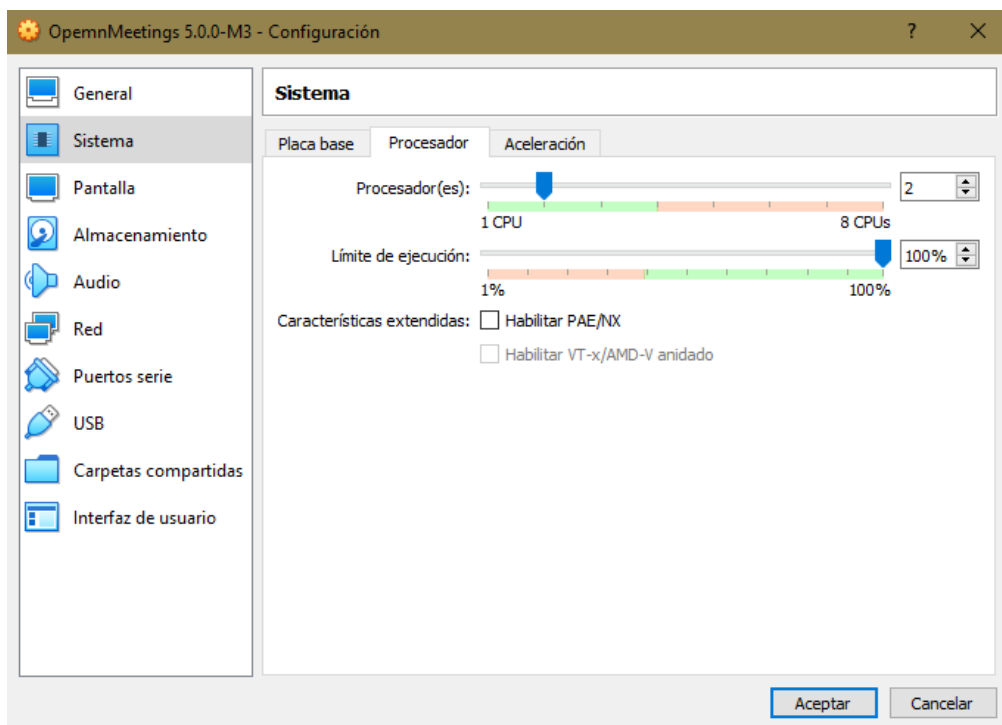 OpemnMeetings 5.0.0-M3 - Configuración ?
General
Sistema
Pantalla
Almacenamiento
Audio
Red
Puertos serie
USB
Carpetas compartidas
Interfaz de usuario
Sistema
Placa base Procesador Aceleración
Procesador(es): 2
1 CPU 8 CPUs
Límite de ejecución: 100%
1% 100%
Características extendidas: Habilitar PAE/NX
Habilitar VT-x/AMD-V anidado
Aceptar Cancelar